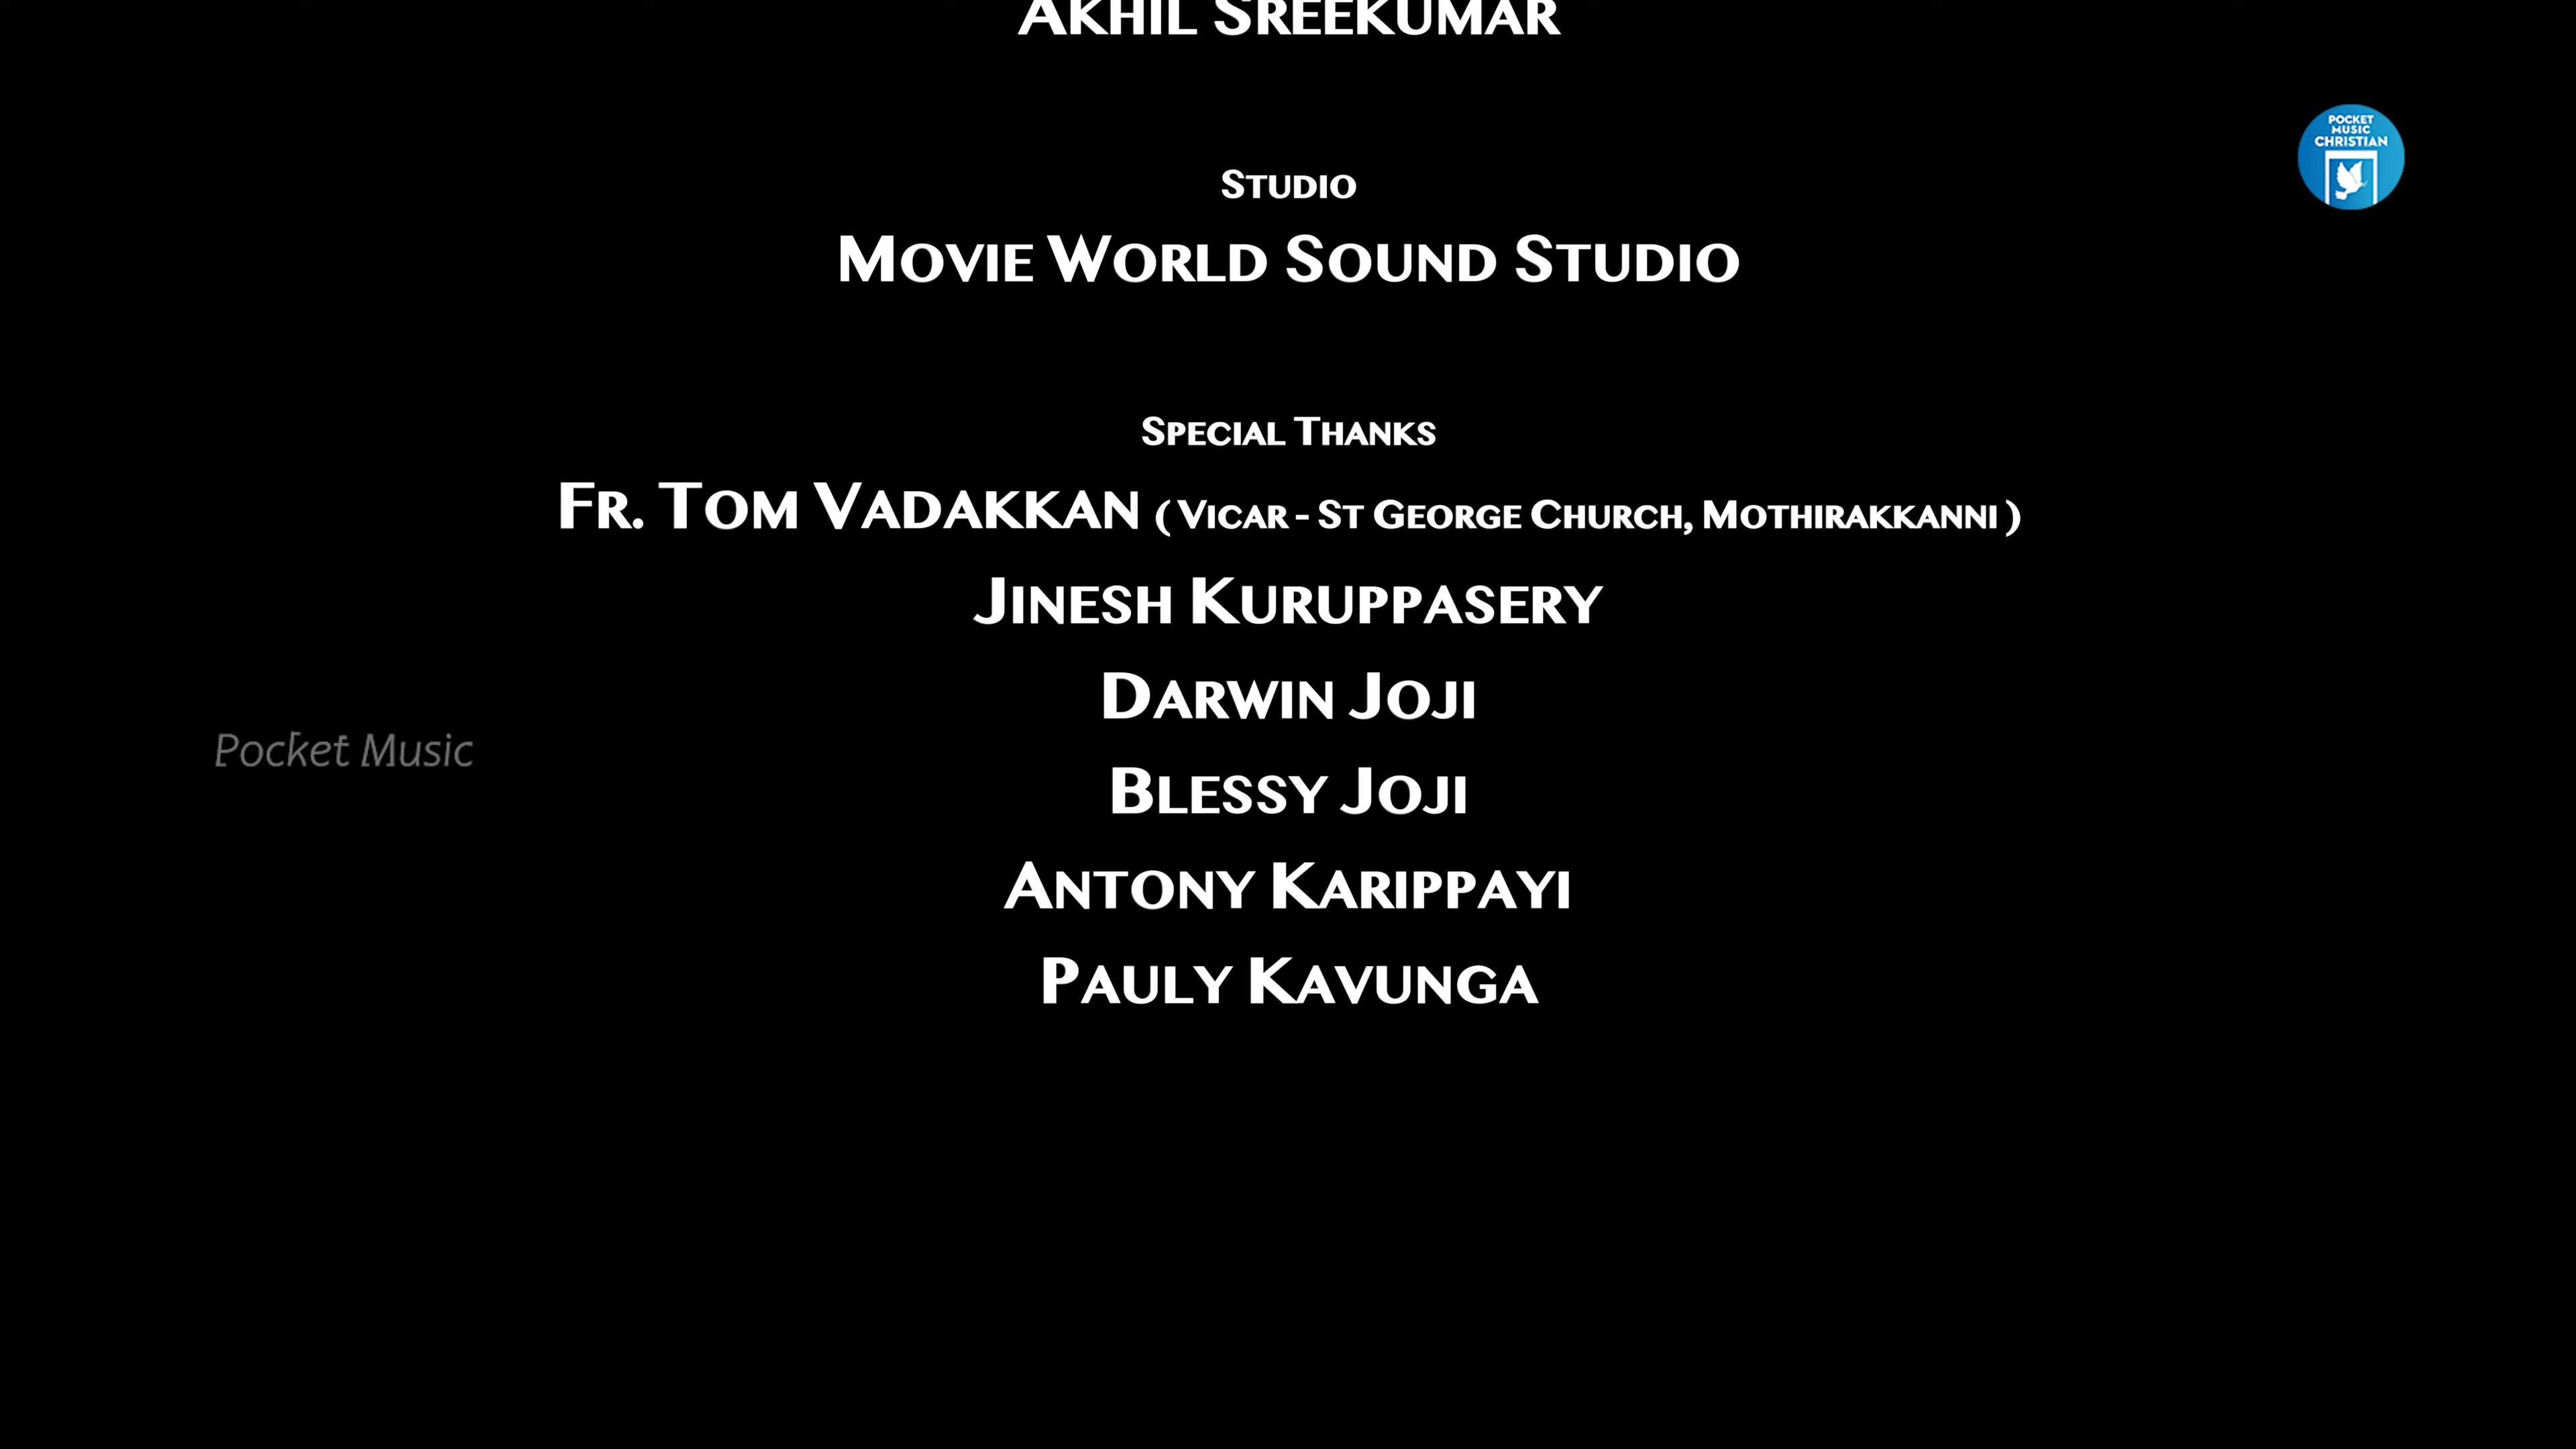 AKHIL SREEKUMAR
POCKET
MUSIC
CHRISTIAN
STUDIO
MOVIE WORLD SOUND STUDIO
SPECIAL THANKS
FR. TOM VADAKKAN ( VICAR - ST GEORGE CHURCH, MOTHIRAKKANNI )
JINESH KURUPPASERY
DARWIN JOJI
Pocket Music
BLESSY JOJI
ANTONY KARIPPAYI
PAULY KAVUNGA